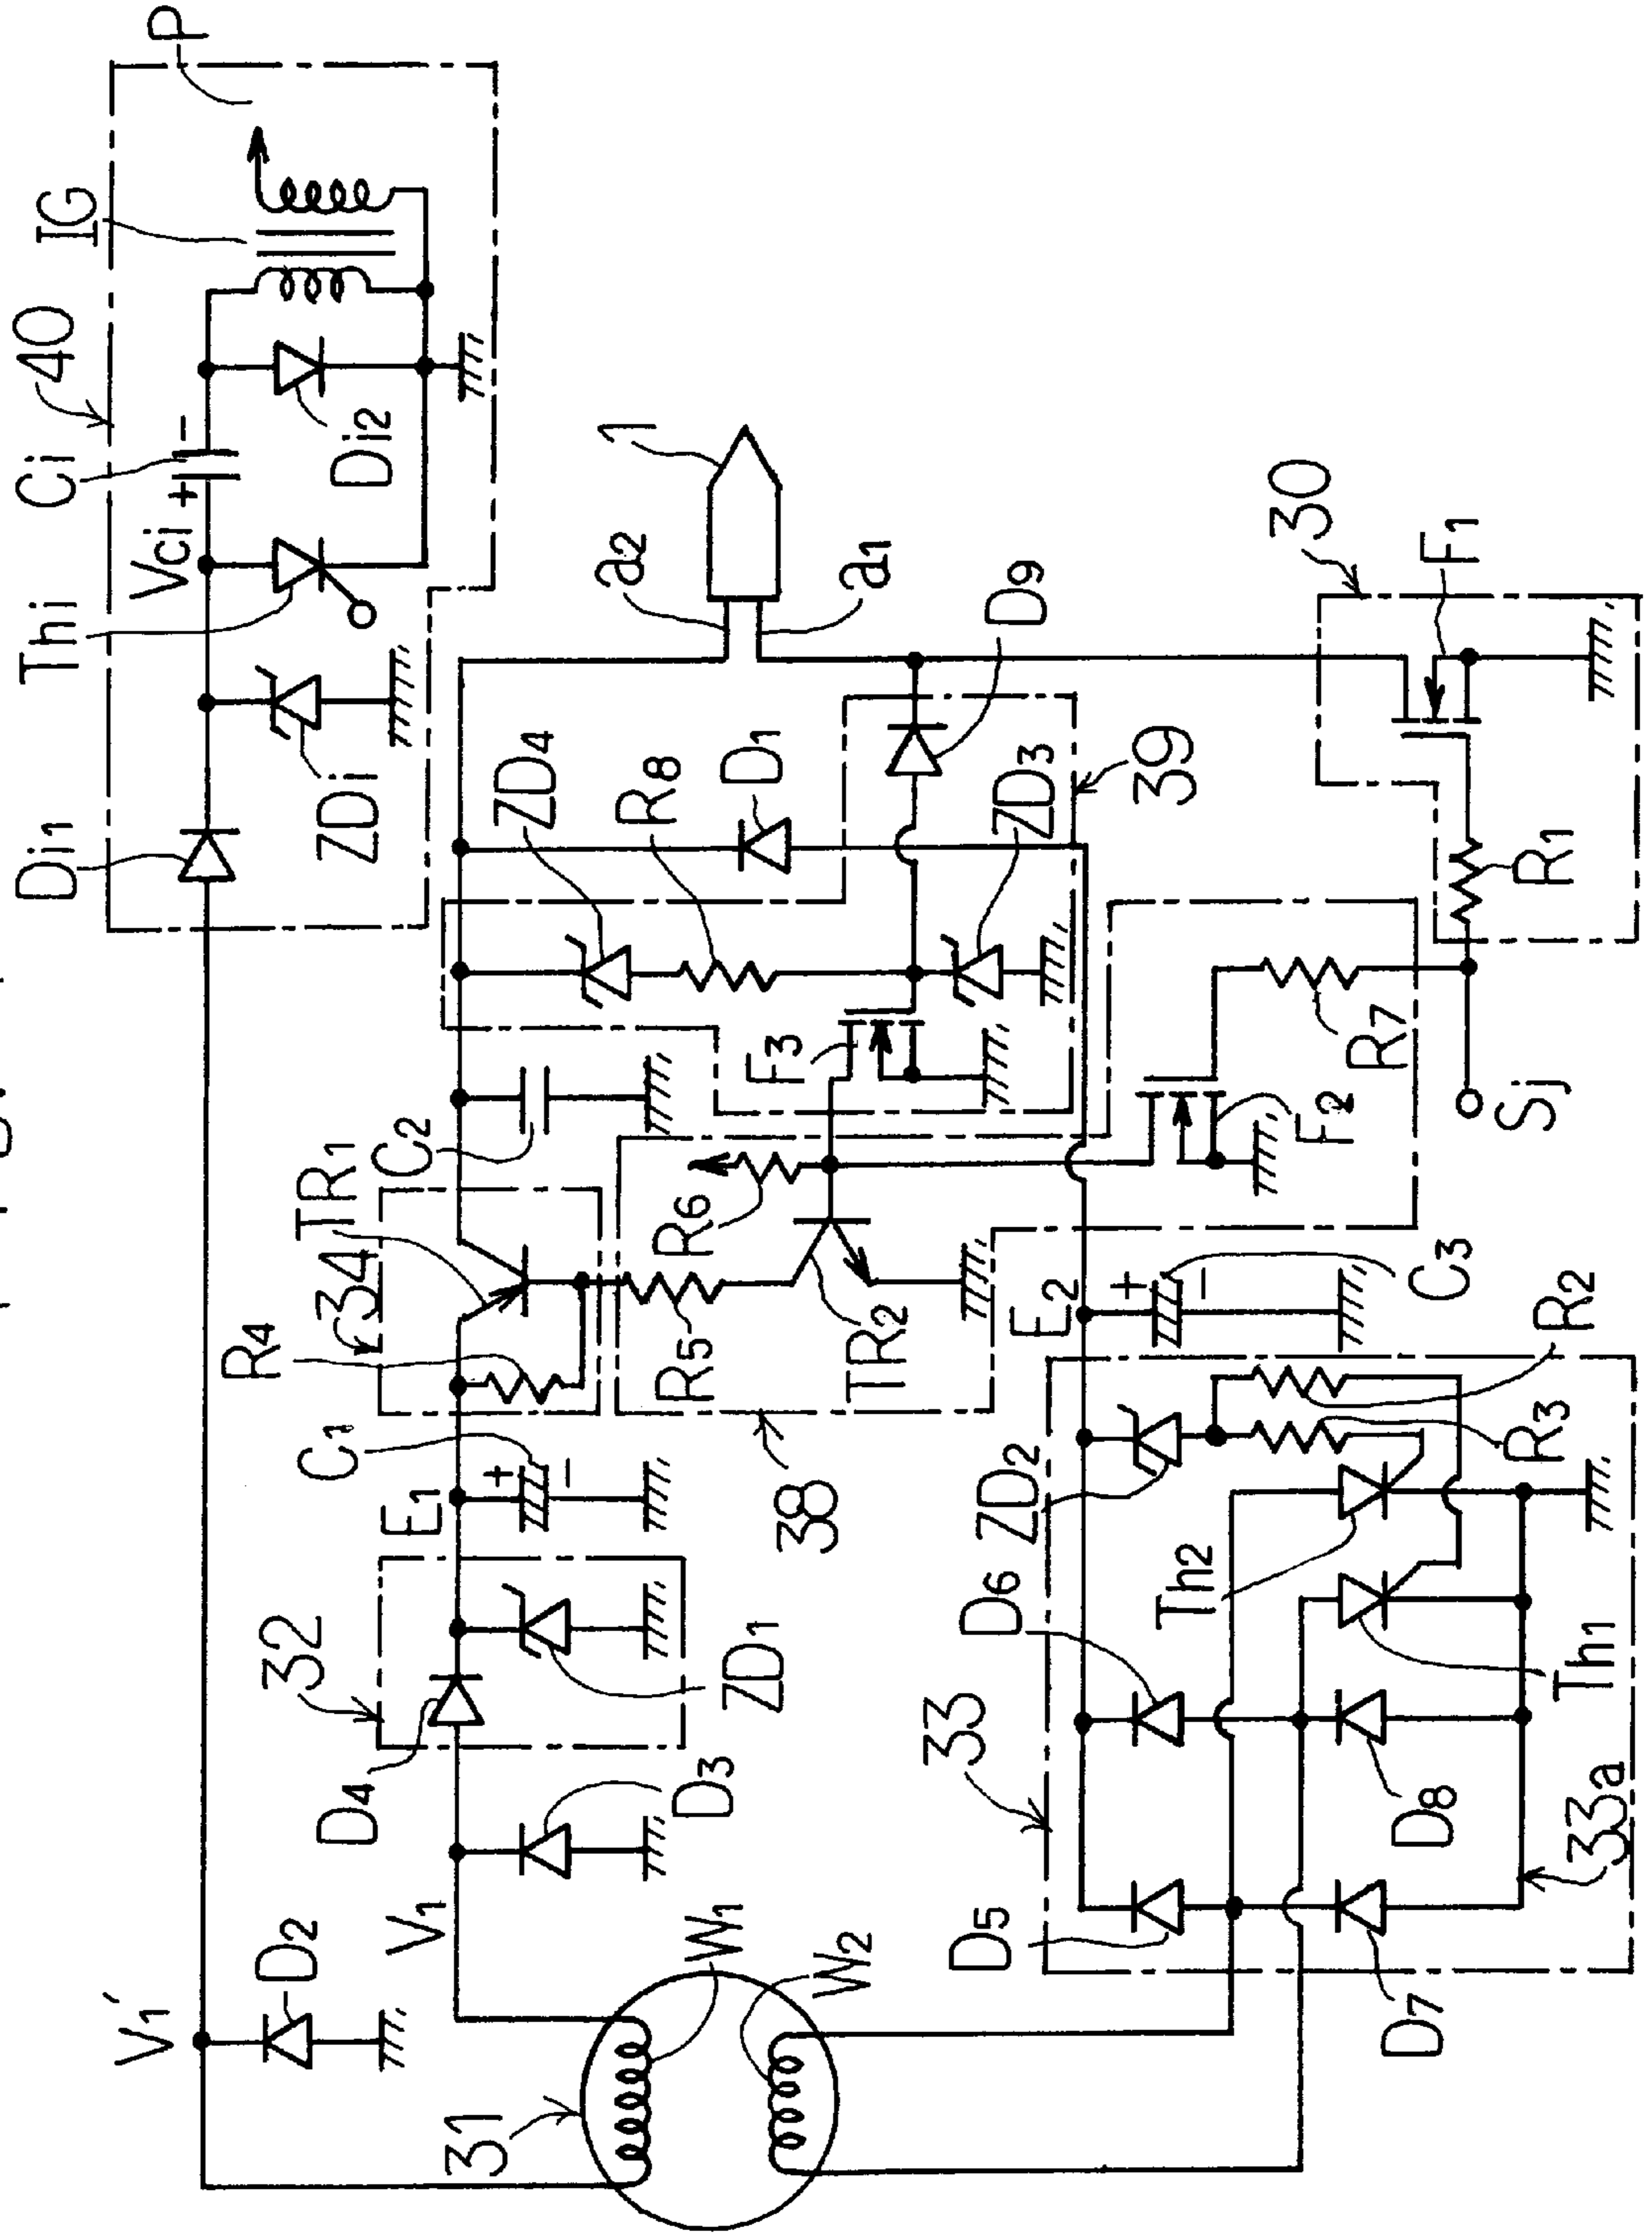 P
IG
40
Ci
+
-
Vci
Thi
Di2
Di1
ZDi
1
a2
a1
30
F1
D9
ZD4
R8
D1
ZD3
39
R1
F3
R7
F2
Sj
C2
TR1
34
R6
R4
R5
TR2
E2
+
-
C3
R2
R3
C1
E1
+
-
38
ZD2
Th2
D6
Th1
32
ZD1
D4
D3
33
D8
33a
V1
D5
D7
W1
W2
D2
V1'
31